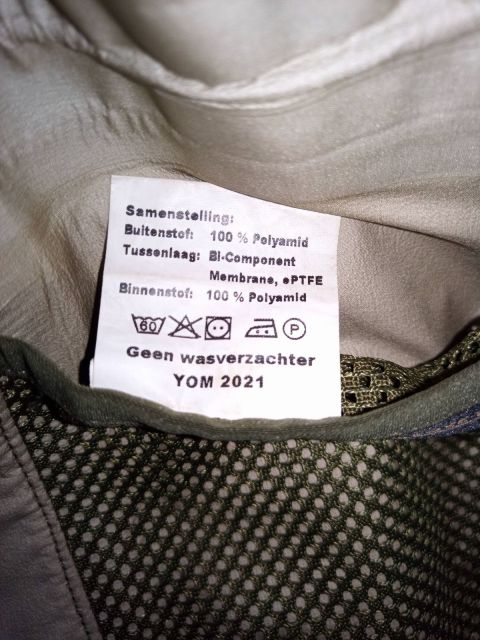 Samenstelling:
Buitenstof: 100 % Polyamid
Tussenlaag: Bi-Component
Membrane, ePTFE
Binnenstof: 100 % Polyamid
60 P
Geen wasverzachter
YOM 2021